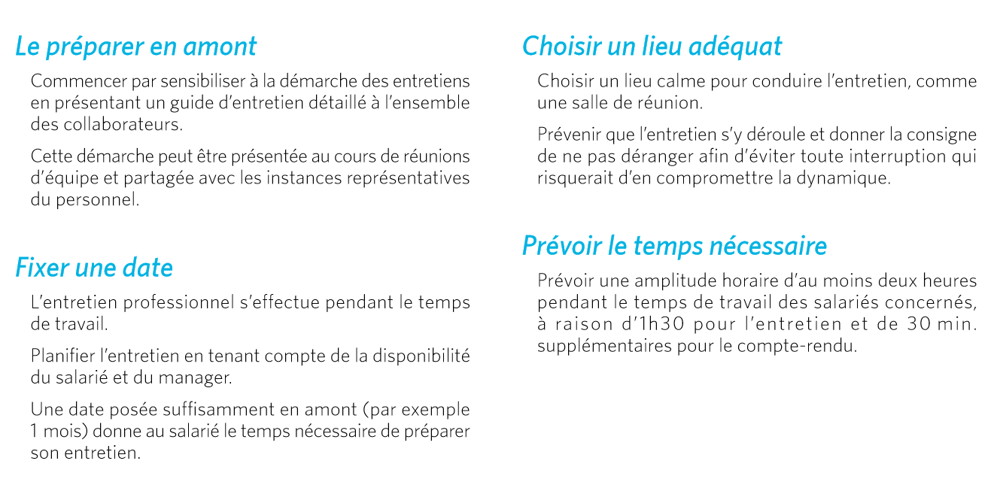 Le préparer en amont
Commencer par sensibiliser à la démarche des entretiens
en présentant un guide d’entretien détaillé à l’ensemble
des collaborateurs.
Cette démarche peut être présentée au cours de réunions
d’équipe et partagée avec les instances représentatives
du personnel.
Fixer une date
L’entretien professionnel s’effectue pendant le temps
de travail.
Planifier l’entretien en tenant compte de la disponibilité
du salarié et du manager.
Une date posée suffisamment en amont (par exemple
1 mois) donne au salarié le temps nécessaire de préparer
son entretien.
Choisir un lieu adéquat
Choisir un lieu calme pour conduire l’entretien, comme
une salle de réunion.
Prévenir que l’entretien s’y déroule et donner la consigne
de ne pas déranger afin d’éviter toute interruption qui
risquerait d’en compromettre la dynamique.
Prévoir le temps nécessaire
Prévoir une amplitude horaire d’au moins deux heures
pendant le temps de travail des salariés concernés,
à raison d’1h30 pour l’entretien et de 30 min.
supplémentaires pour le compte-rendu.